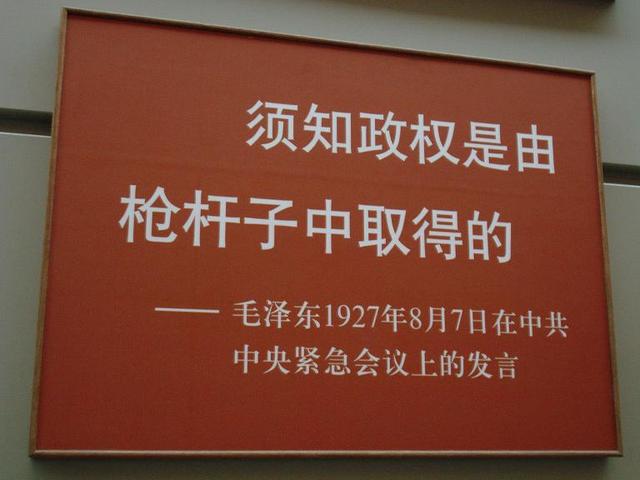 须知政权是由
枪杆子中取得的
——毛泽东1927年8月7日在中共
中央紧急会议上的发言